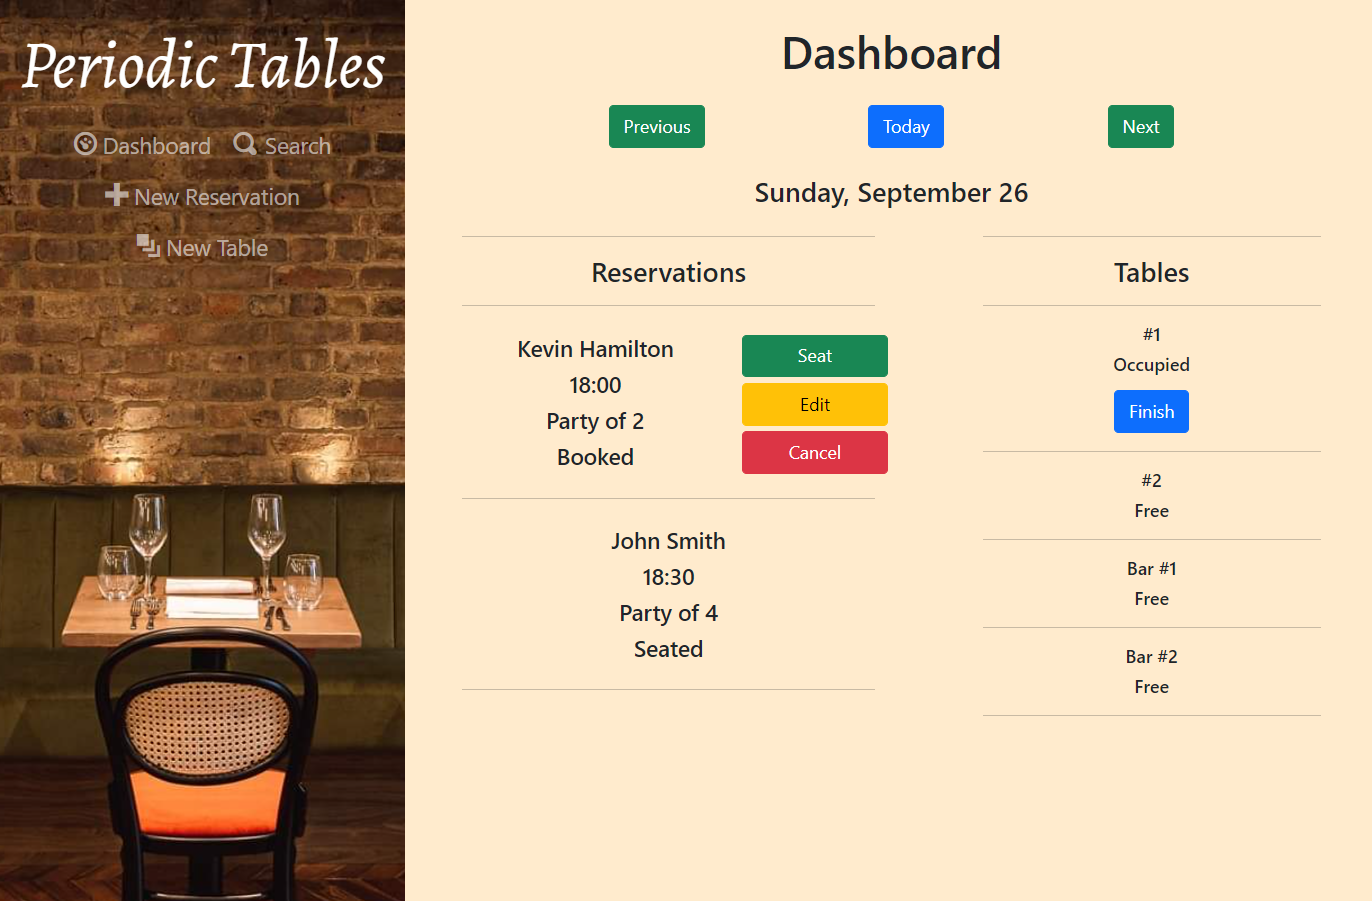 Periodic Tables
Dashboard Search
New Reservation
New Table
Dashboard
Previous Today Next
Sunday, September 26
Reservations
Kevin Hamilton
18:00
Party of 2
Booked
Seat
Edit
Cancel
John Smith
18:30
Party of 4
Seated
Tables
#1
Occupied
Finish
#2
Free
Bar #1
Free
Bar #2
Free